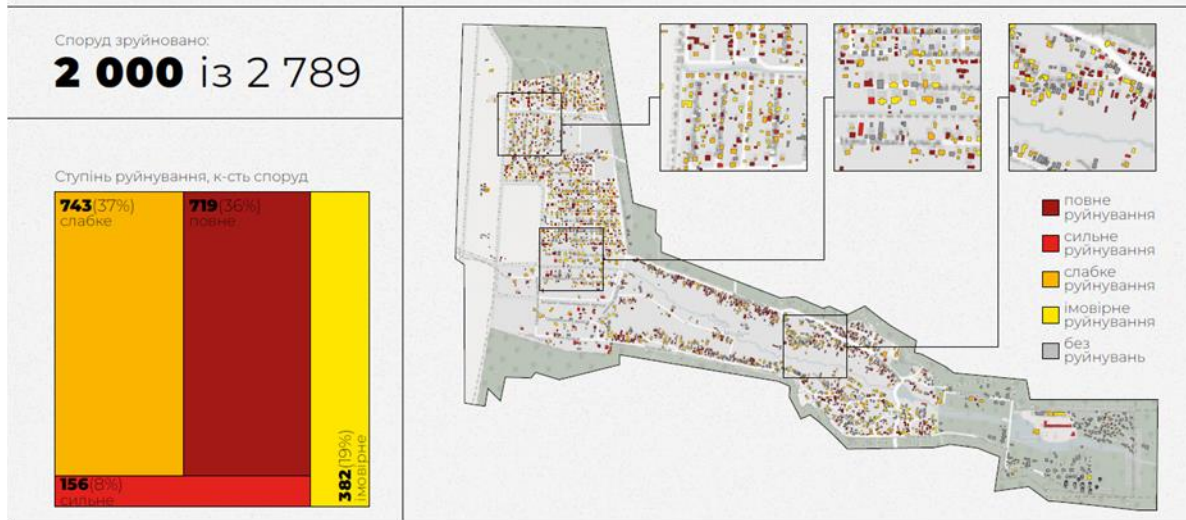 Споруд зруйновано:
2 000 із 2 789
Ступінь руйнування, к-сть споруд
743(37%)
слабке
719(36%)
повне
382(19%)
імовірне
156(8%)
сильне
повне
руйнування
сильне
руйнування
слабке
руйнування
імовірне
руйнування
без
руйнувань